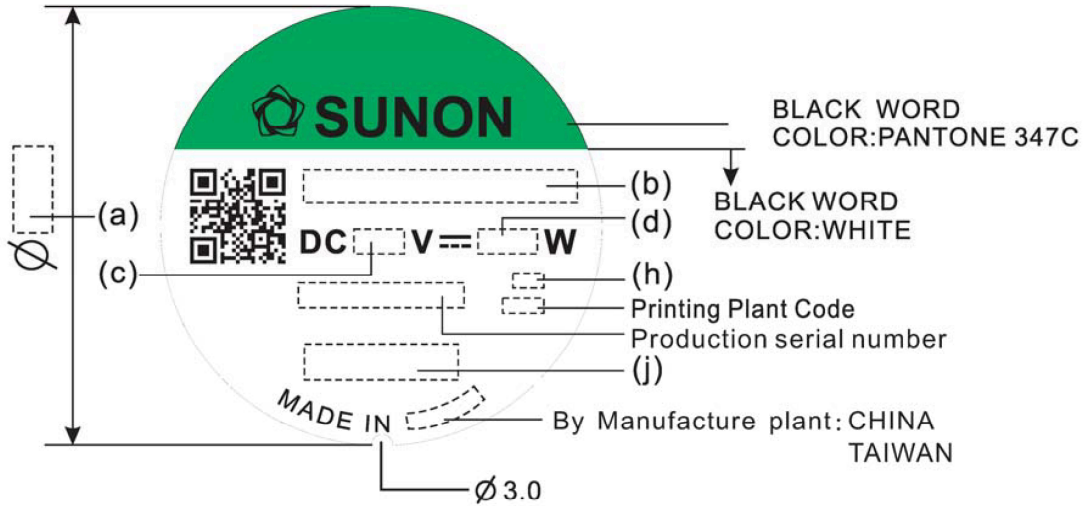 SUNON
BLACK WORD
COLOR:PANTONE 347C
(b)
BLACK WORD
COLOR:WHITE
(a)
Ø
(d)
DC V⎓ W
(c)
(h)
Printing Plant Code
Production serial number
(j)
MADE IN
By Manufacture plant: CHINA
TAIWAN
Ø 3.0